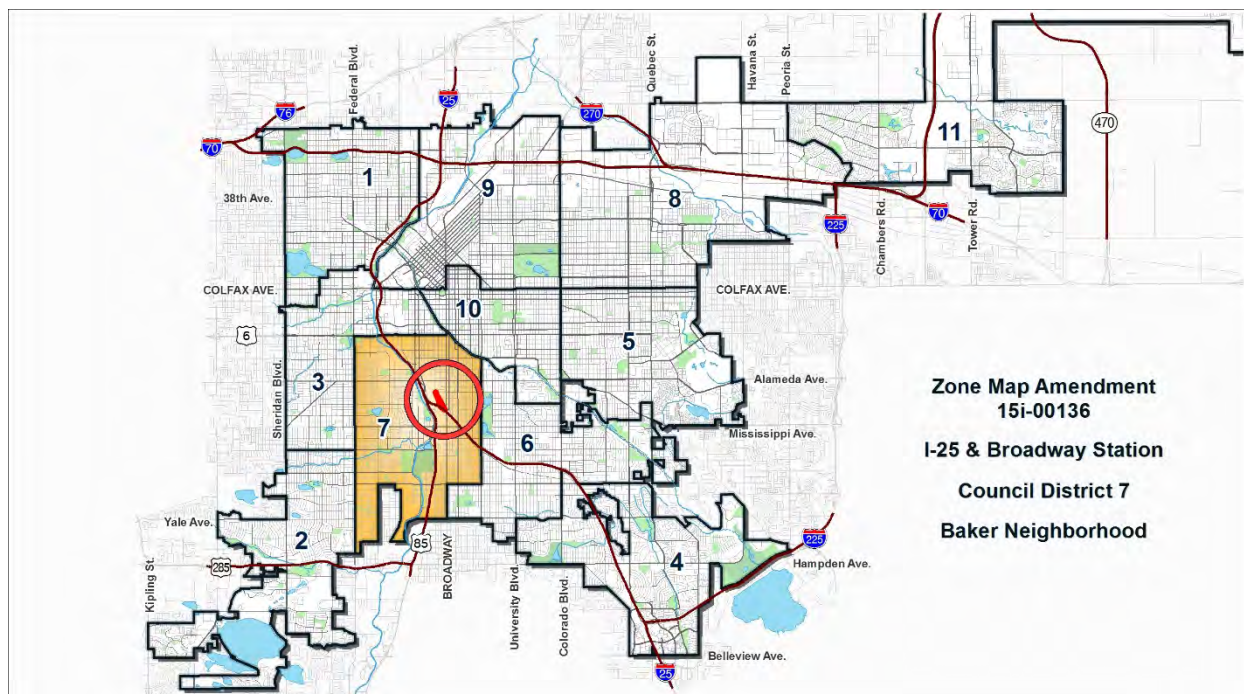 Federal Blvd.
25
76
70
270
Quebec St.
Havana St.
Peoria St.
470
11
1
9
8
38th Ave.
225
Chambers Rd.
70
Tower Rd.
COLFAX AVE.
COLFAX AVE.
10
6
5
Sheridan Blvd.
3
7
6
Alameda Ave.
Mississippi Ave.
Yale Ave.
2
85
285
BROADWAY
University Blvd.
Colorado Blvd.
4
225
Hampden Ave.
Kipling St.
Belleview Ave.
25
Zone Map Amendment
15i-00136
I-25 & Broadway Station
Council District 7
Baker Neighborhood